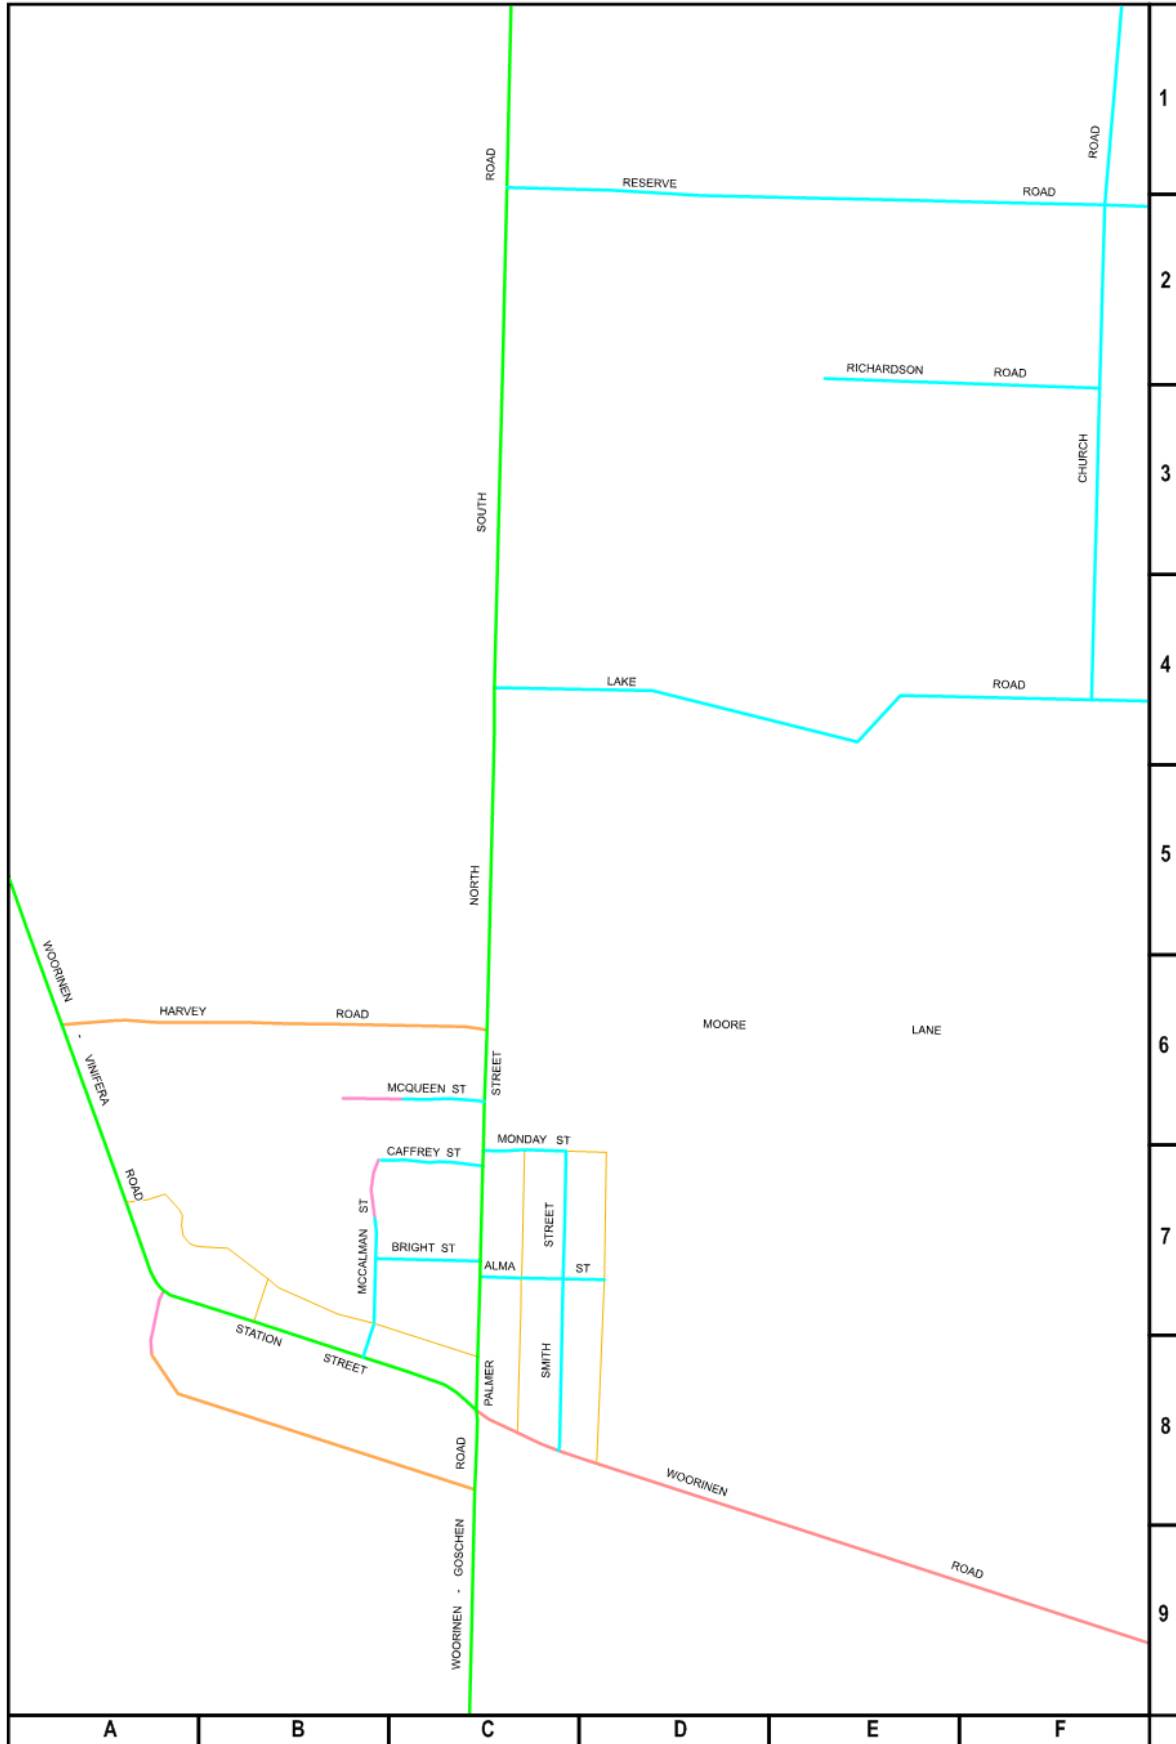 1
ROAD
ROAD
RESERVE
ROAD
2
RICHARDSON
ROAD
CHURCH
3
SOUTH
4
LAKE
ROAD
5
NORTH
WOORINEN
-
VINIFERA
ROAD
HARVEY
ROAD
MOORE
LANE
6
STREET
MCQUEEN ST
MONDAY ST
CAFFREY ST
MCCALMAN ST
STREET
7
BRIGHT ST
ALMA
ST
STATION
STREET
SMITH
PALMER
8
ROAD
WOORINEN
WOORINEN - GOSCHEN
ROAD
9
A
B
C
D
E
F